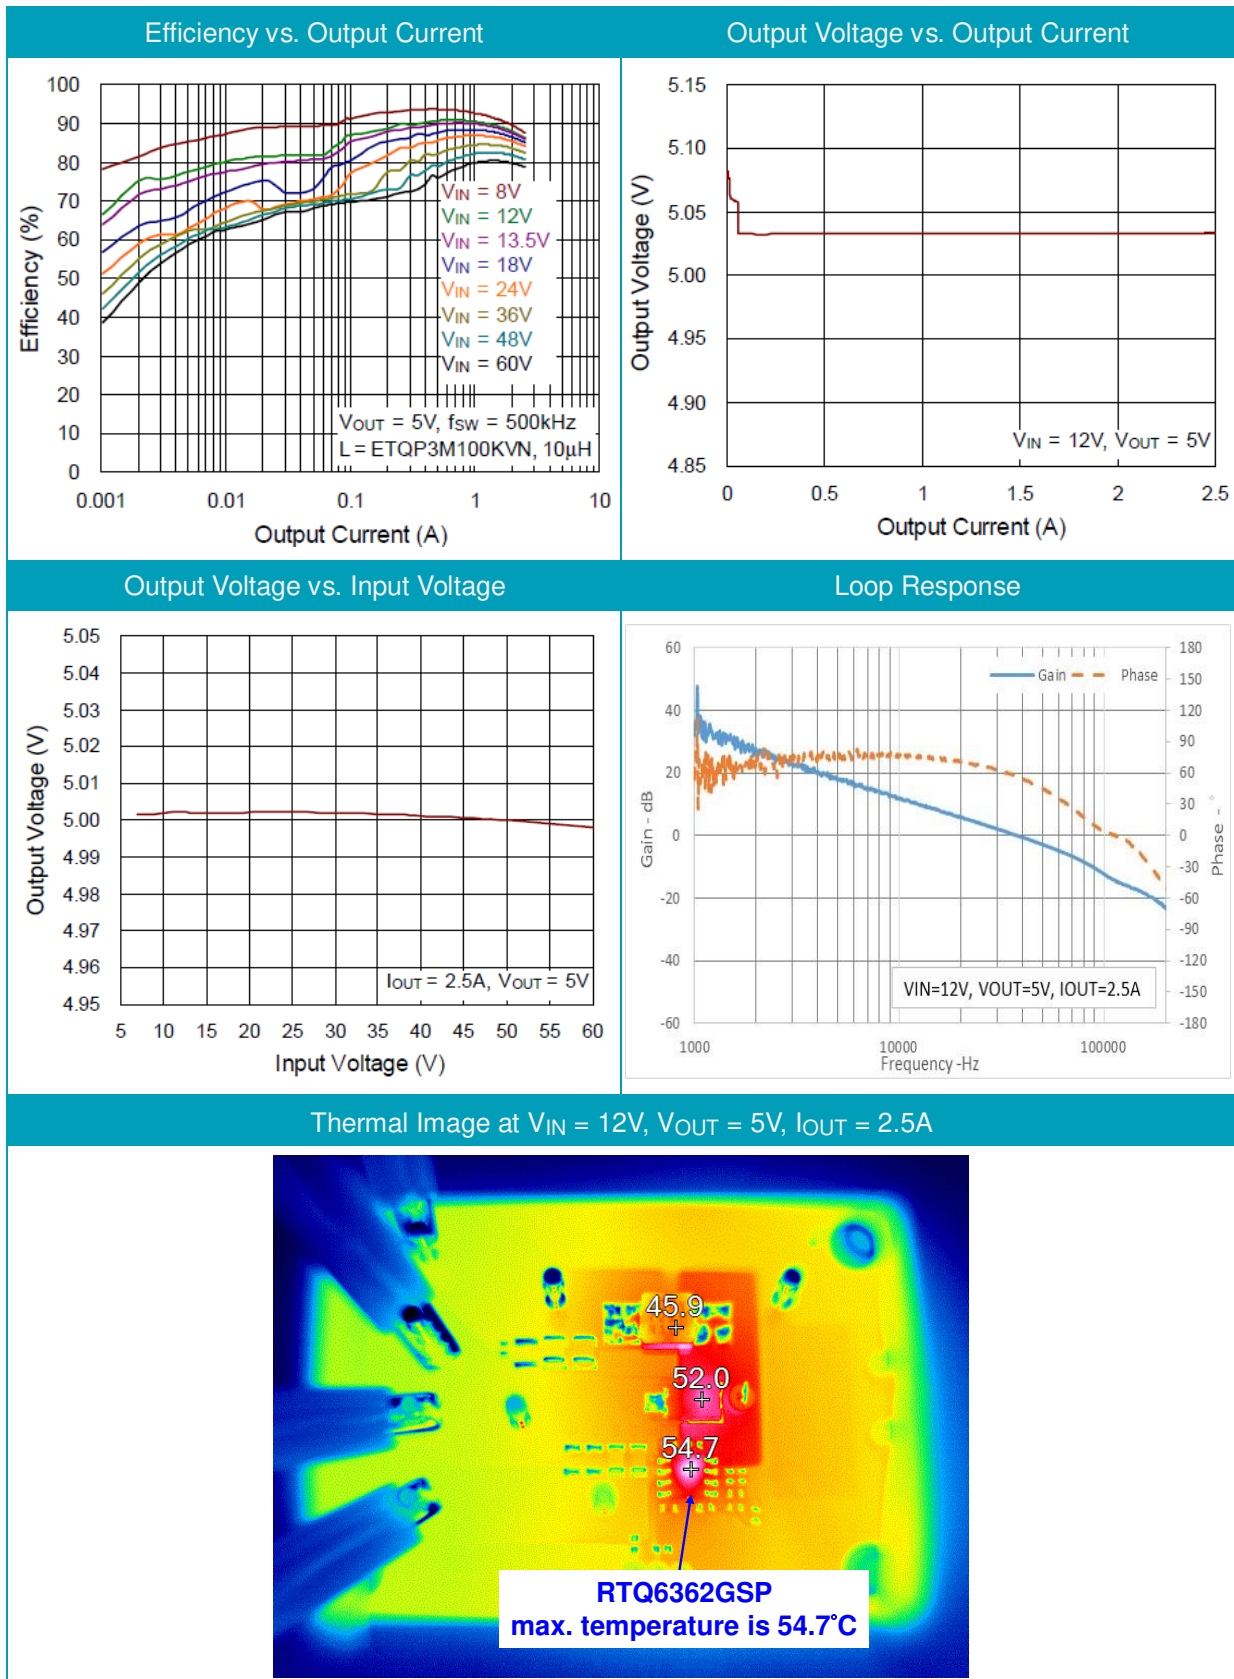 Efficiency vs. Output Current
100
90
80
70
60
50
40
30
20
10
0
Efficiency (%)
VIN = 8V
VIN = 12V
VIN = 13.5V
VIN = 18V
VIN = 24V
VIN = 36V
VIN = 48V
VIN = 60V
VOUT = 5V, fSW = 500kHz
L = ETQP3M100KVN, 10µH
0.001 0.01 0.1 1 10
Output Current (A)
Output Voltage vs. Output Current
5.15
5.10
5.05
5.00
4.95
4.90
4.85
Output Voltage (V)
VIN = 12V, VOUT = 5V
0 0.5 1 1.5 2 2.5
Output Current (A)
Output Voltage vs. Input Voltage
5.05
5.04
5.03
5.02
5.01
5.00
4.99
4.98
4.97
4.96
4.95
Output Voltage (V)
IOUT = 2.5A, VOUT = 5V
5 10 15 20 25 30 35 40 45 50 55 60
Input Voltage (V)
Loop Response
60
40
20
0
-20
-40
-60
Gain - dB
Gain Phase
180
150
120
90
60
30
0
-30
-60
-90
-120
-150
-180
Phase - °
VIN=12V, VOUT=5V, IOUT=2.5A
1000 10000 100000
Frequency -Hz
Thermal Image at VIN = 12V, VOUT = 5V, IOUT = 2.5A
45.9
52.0
54.7
RTQ6362GSP
max. temperature is 54.7°C